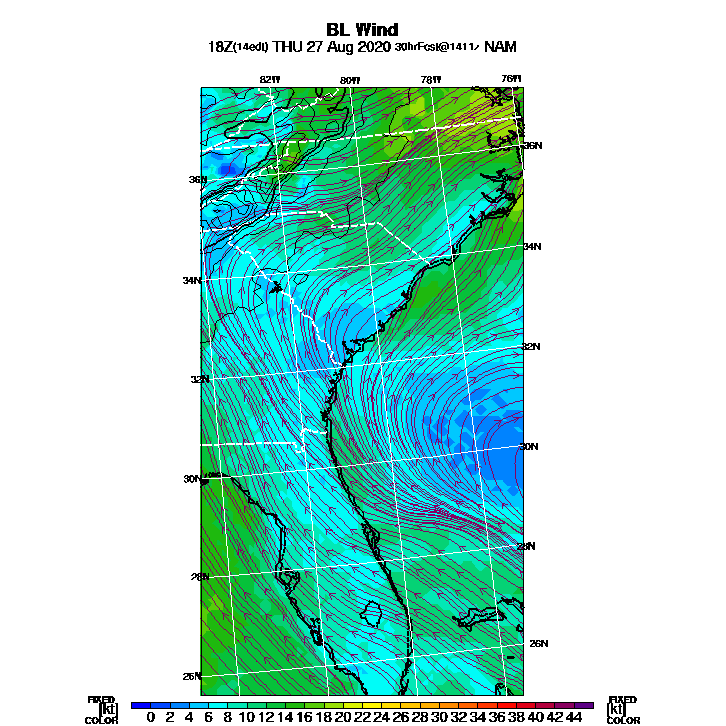 BL Wind
18Z(14edt) THU 27 Aug 2020 30hrFcst@1411z NAM
82W 80W 78W 76W
36N
36N
34N
34N
32N
32N
30N
30N
28N
28N
26N
26N
FIXED FIXED
[kt] 0 2 4 6 8 10 12 14 16 18 20 22 24 26 28 30 32 34 36 38 40 42 44 [kt]
COLOR COLOR